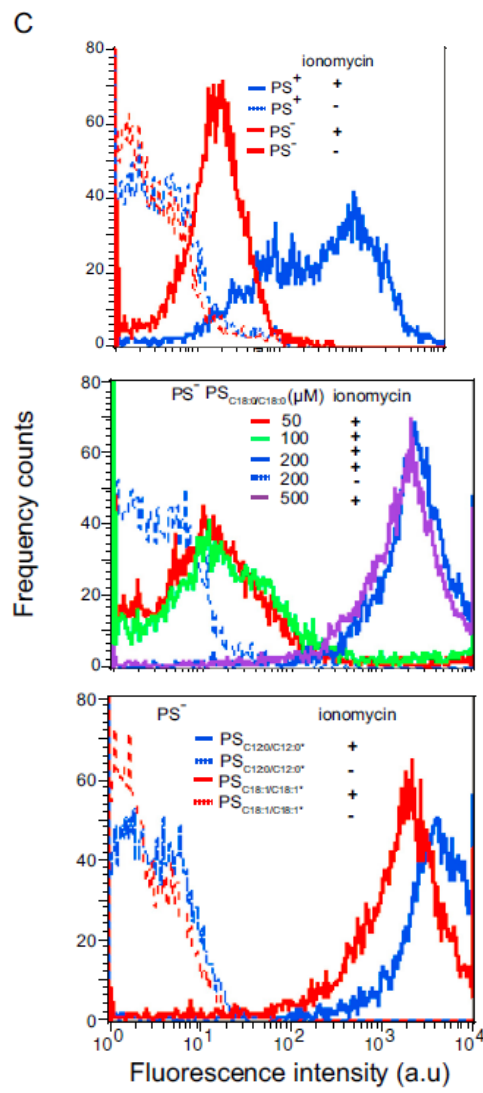 C
80
60
40
20
0
ionomycin
PS+ +
PS+ -
PS- +
PS- -
80
60
40
20
0
PS- PSC18:0/C18:0 (µM) ionomycin
50 +
100 +
200 +
200 -
500 +
Frequency counts
80
60
40
20
0
PS- ionomycin
PSC12:0/C12:0* +
PSC12:0/C12:0* -
PSC18:1/C18:1* +
PSC18:1/C18:1* -
10^0 10^1 10^2 10^3 10^4
Fluorescence intensity (a.u)